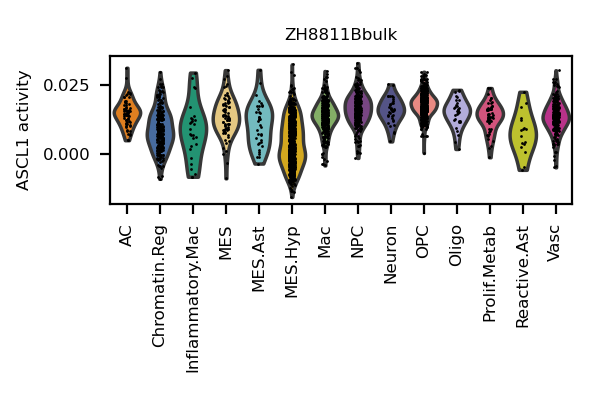 ZH8811Bbulk
ASCL1 activity
0.025
0.000
AC
Chromatin.Reg
Inflammatory.Mac
MES
MES.Ast
MES.Hyp
Mac
NPC
Neuron
OPC
Oligo
Prolif.Metab
Reactive.Ast
Vasc